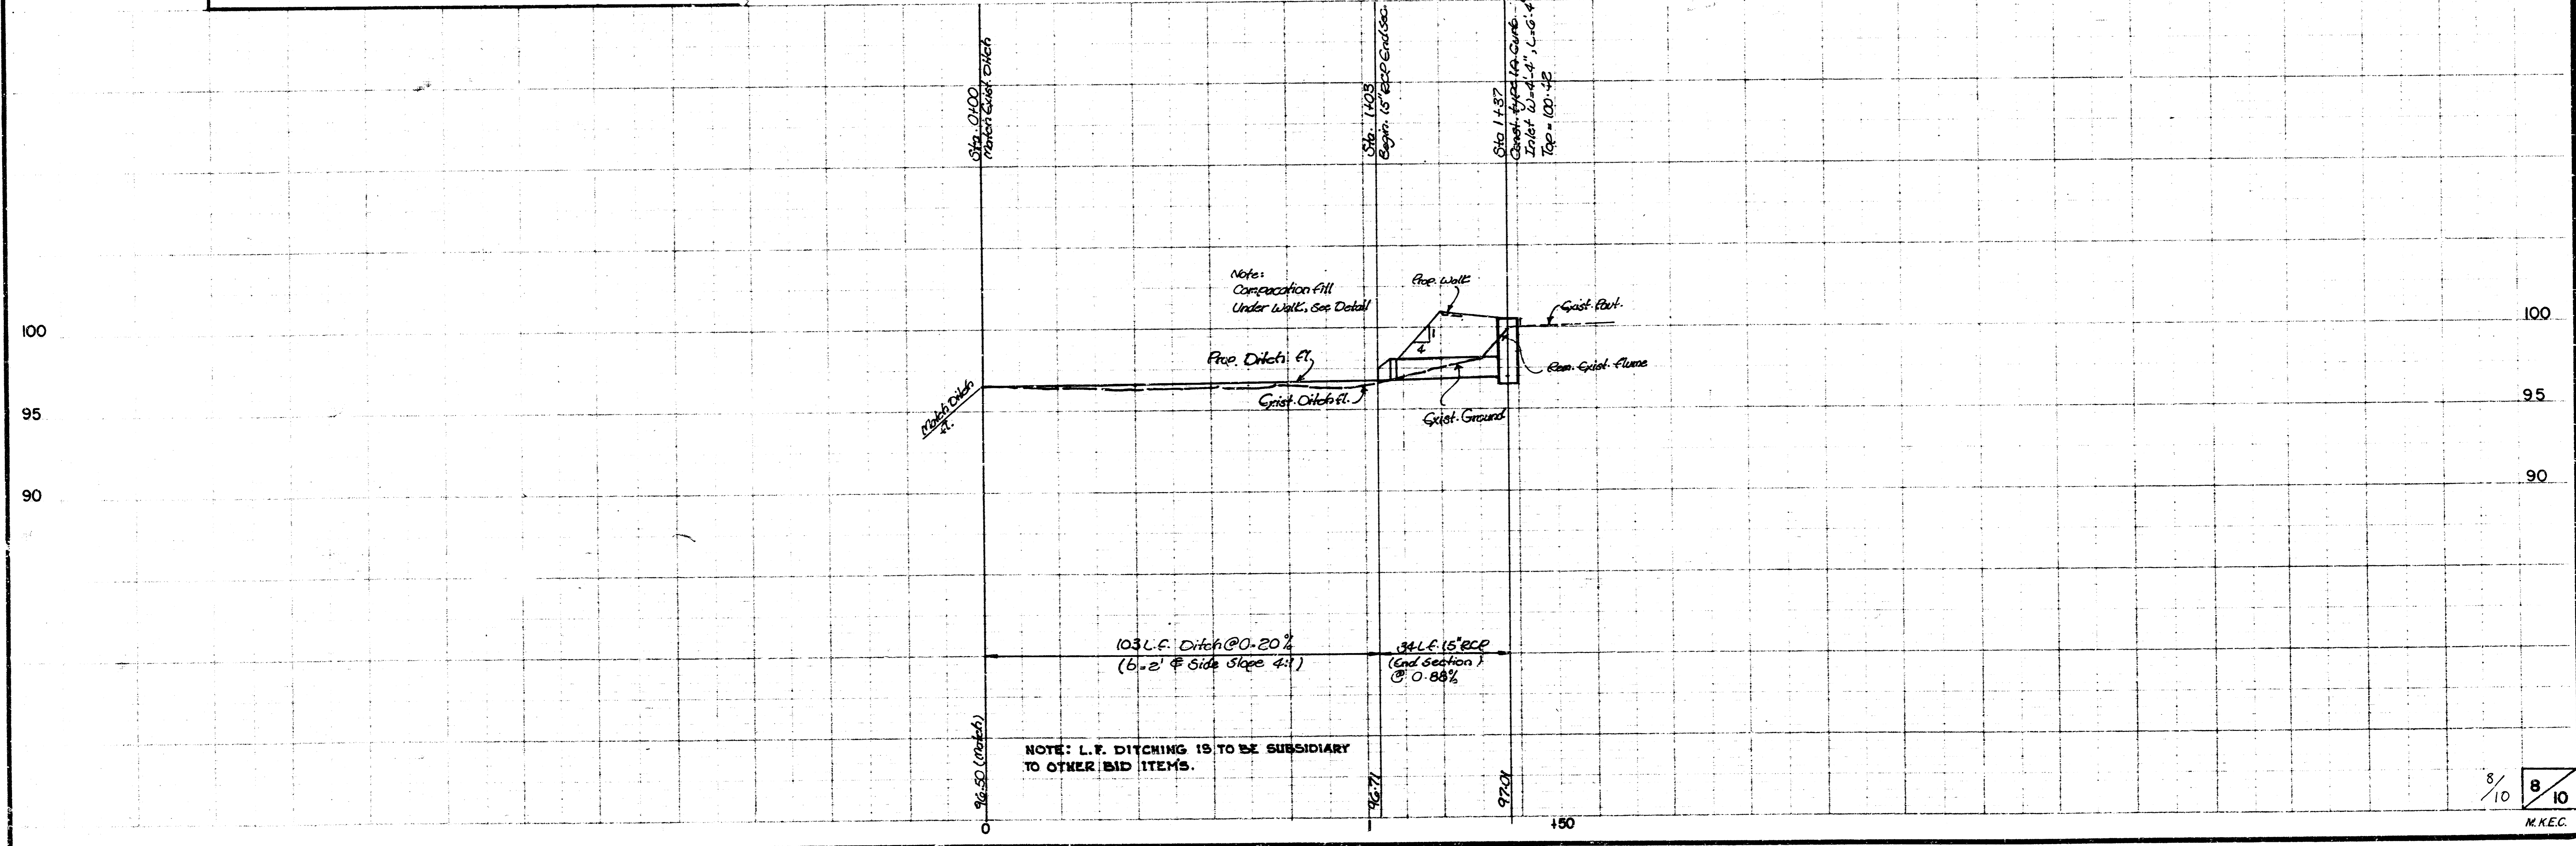 Sta. 0+00
Match Exist. Ditch
Sta. 1+03
Begin. 15" RCP End Sec.
Sta 1+37
Const. type 1A Curb
Inlet W=4'-4", L=6'-4"
Top = 100.42
Note:
Compacation fill
Under Walk, See Detail
Prop. Walk
Exist. Pavt.
100
100
1
4
Prop. Ditch fl.
Rem. Exist. flume
Match Ditch
fl.
Exist. Ditch fl.
Exist. Ground
95
95
90
90
103 L.F. Ditch @ 0.20%
(b=2' & Side Slope 4:1)
34 L.F. 15" RCP
(End Section)
@ 0.88%
NOTE: L.F. DITCHING IS TO BE SUBSIDIARY
TO OTHER BID ITEMS.
96.50 (Match)
96.71
97.01
0
1
+50
8/10
8/10
M.K.E.C.